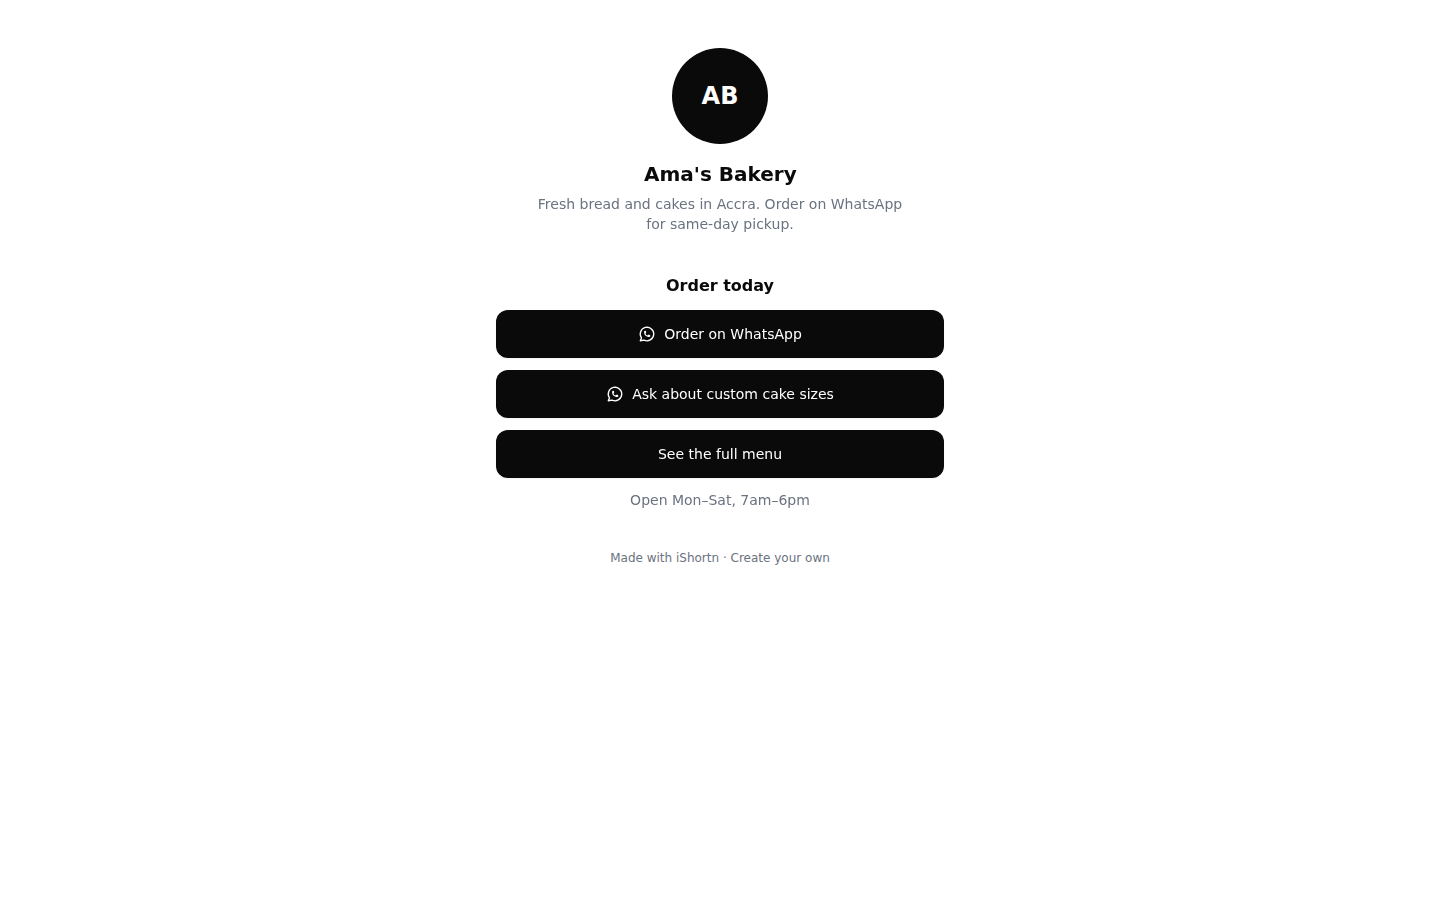 AB
Ama's Bakery
Fresh bread and cakes in Accra. Order on WhatsApp
for same-day pickup.
Order today
Order on WhatsApp
Ask about custom cake sizes
See the full menu
Open Mon–Sat, 7am–6pm
Made with iShortn · Create your own